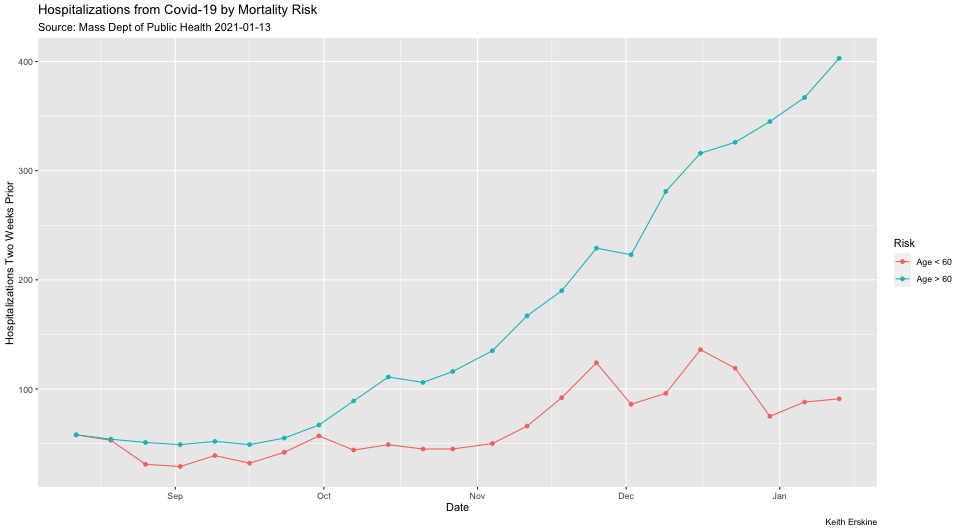 Hospitalizations from Covid-19 by Mortality Risk
Source: Mass Dept of Public Health 2021-01-13
Hospitalizations Two Weeks Prior
400
300
200
100
Sep
Oct
Nov
Dec
Jan
Date
Risk
Age < 60
Age > 60
Keith Erskine